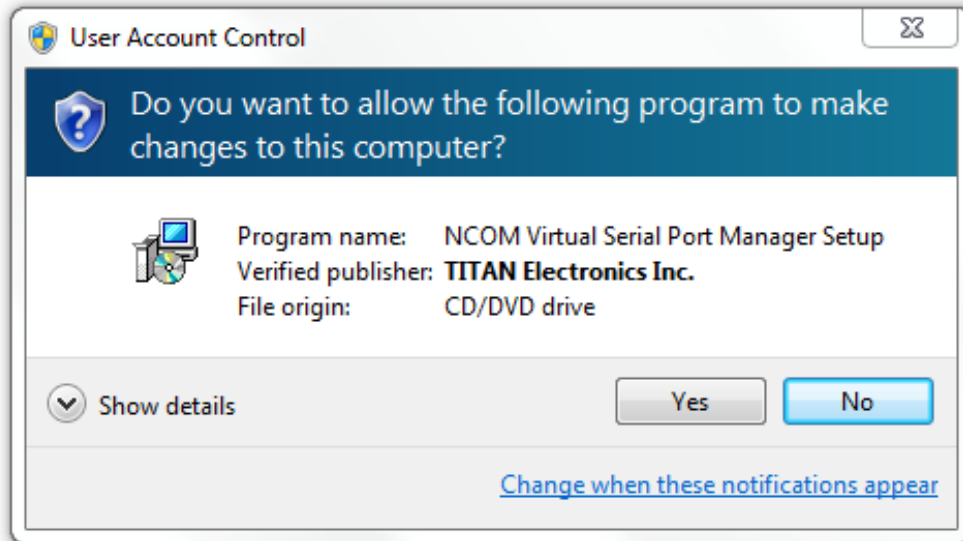 User Account Control
Do you want to allow the following program to make
changes to this computer?
Program name: NCOM Virtual Serial Port Manager Setup
Verified publisher: TITAN Electronics Inc.
File origin: CD/DVD drive
Show details
Yes
No
Change when these notifications appear